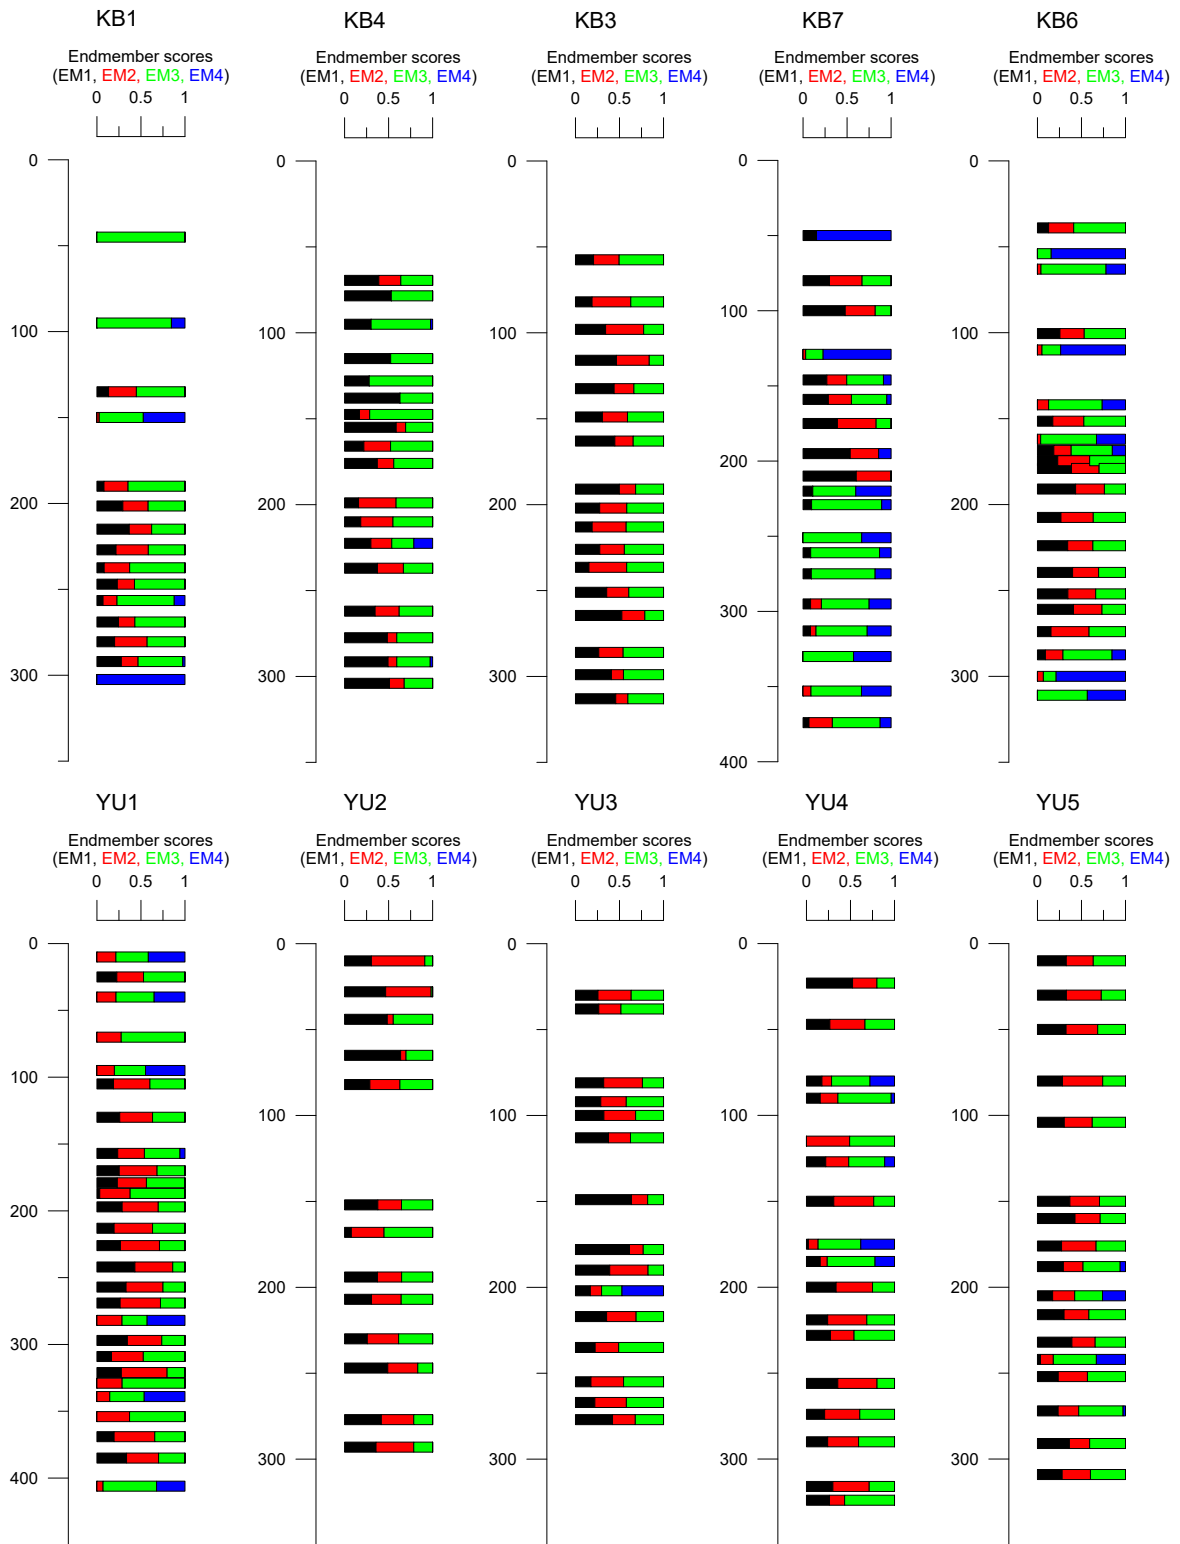 KB1 KB4 KB3 KB7 KB6
Endmember scores Endmember scores Endmember scores Endmember scores Endmember scores
(EM1, EM2, EM3, EM4) (EM1, EM2, EM3, EM4) (EM1, EM2, EM3, EM4) (EM1, EM2, EM3, EM4) (EM1, EM2, EM3, EM4)
0 0.5 1 0 0.5 1 0 0.5 1 0 0.5 1 0 0.5 1
0 0 0 0 0
100 100 100 100 100
200 200 200 200 200
300 300 300 300 300
400
YU1 YU2 YU3 YU4 YU5
Endmember scores Endmember scores Endmember scores Endmember scores Endmember scores
(EM1, EM2, EM3, EM4) (EM1, EM2, EM3, EM4) (EM1, EM2, EM3, EM4) (EM1, EM2, EM3, EM4) (EM1, EM2, EM3, EM4)
0 0.5 1 0 0.5 1 0 0.5 1 0 0.5 1 0 0.5 1
0 0 0 0 0
100 100 100 100 100
200 200 200 200 200
300 300 300 300 300
400